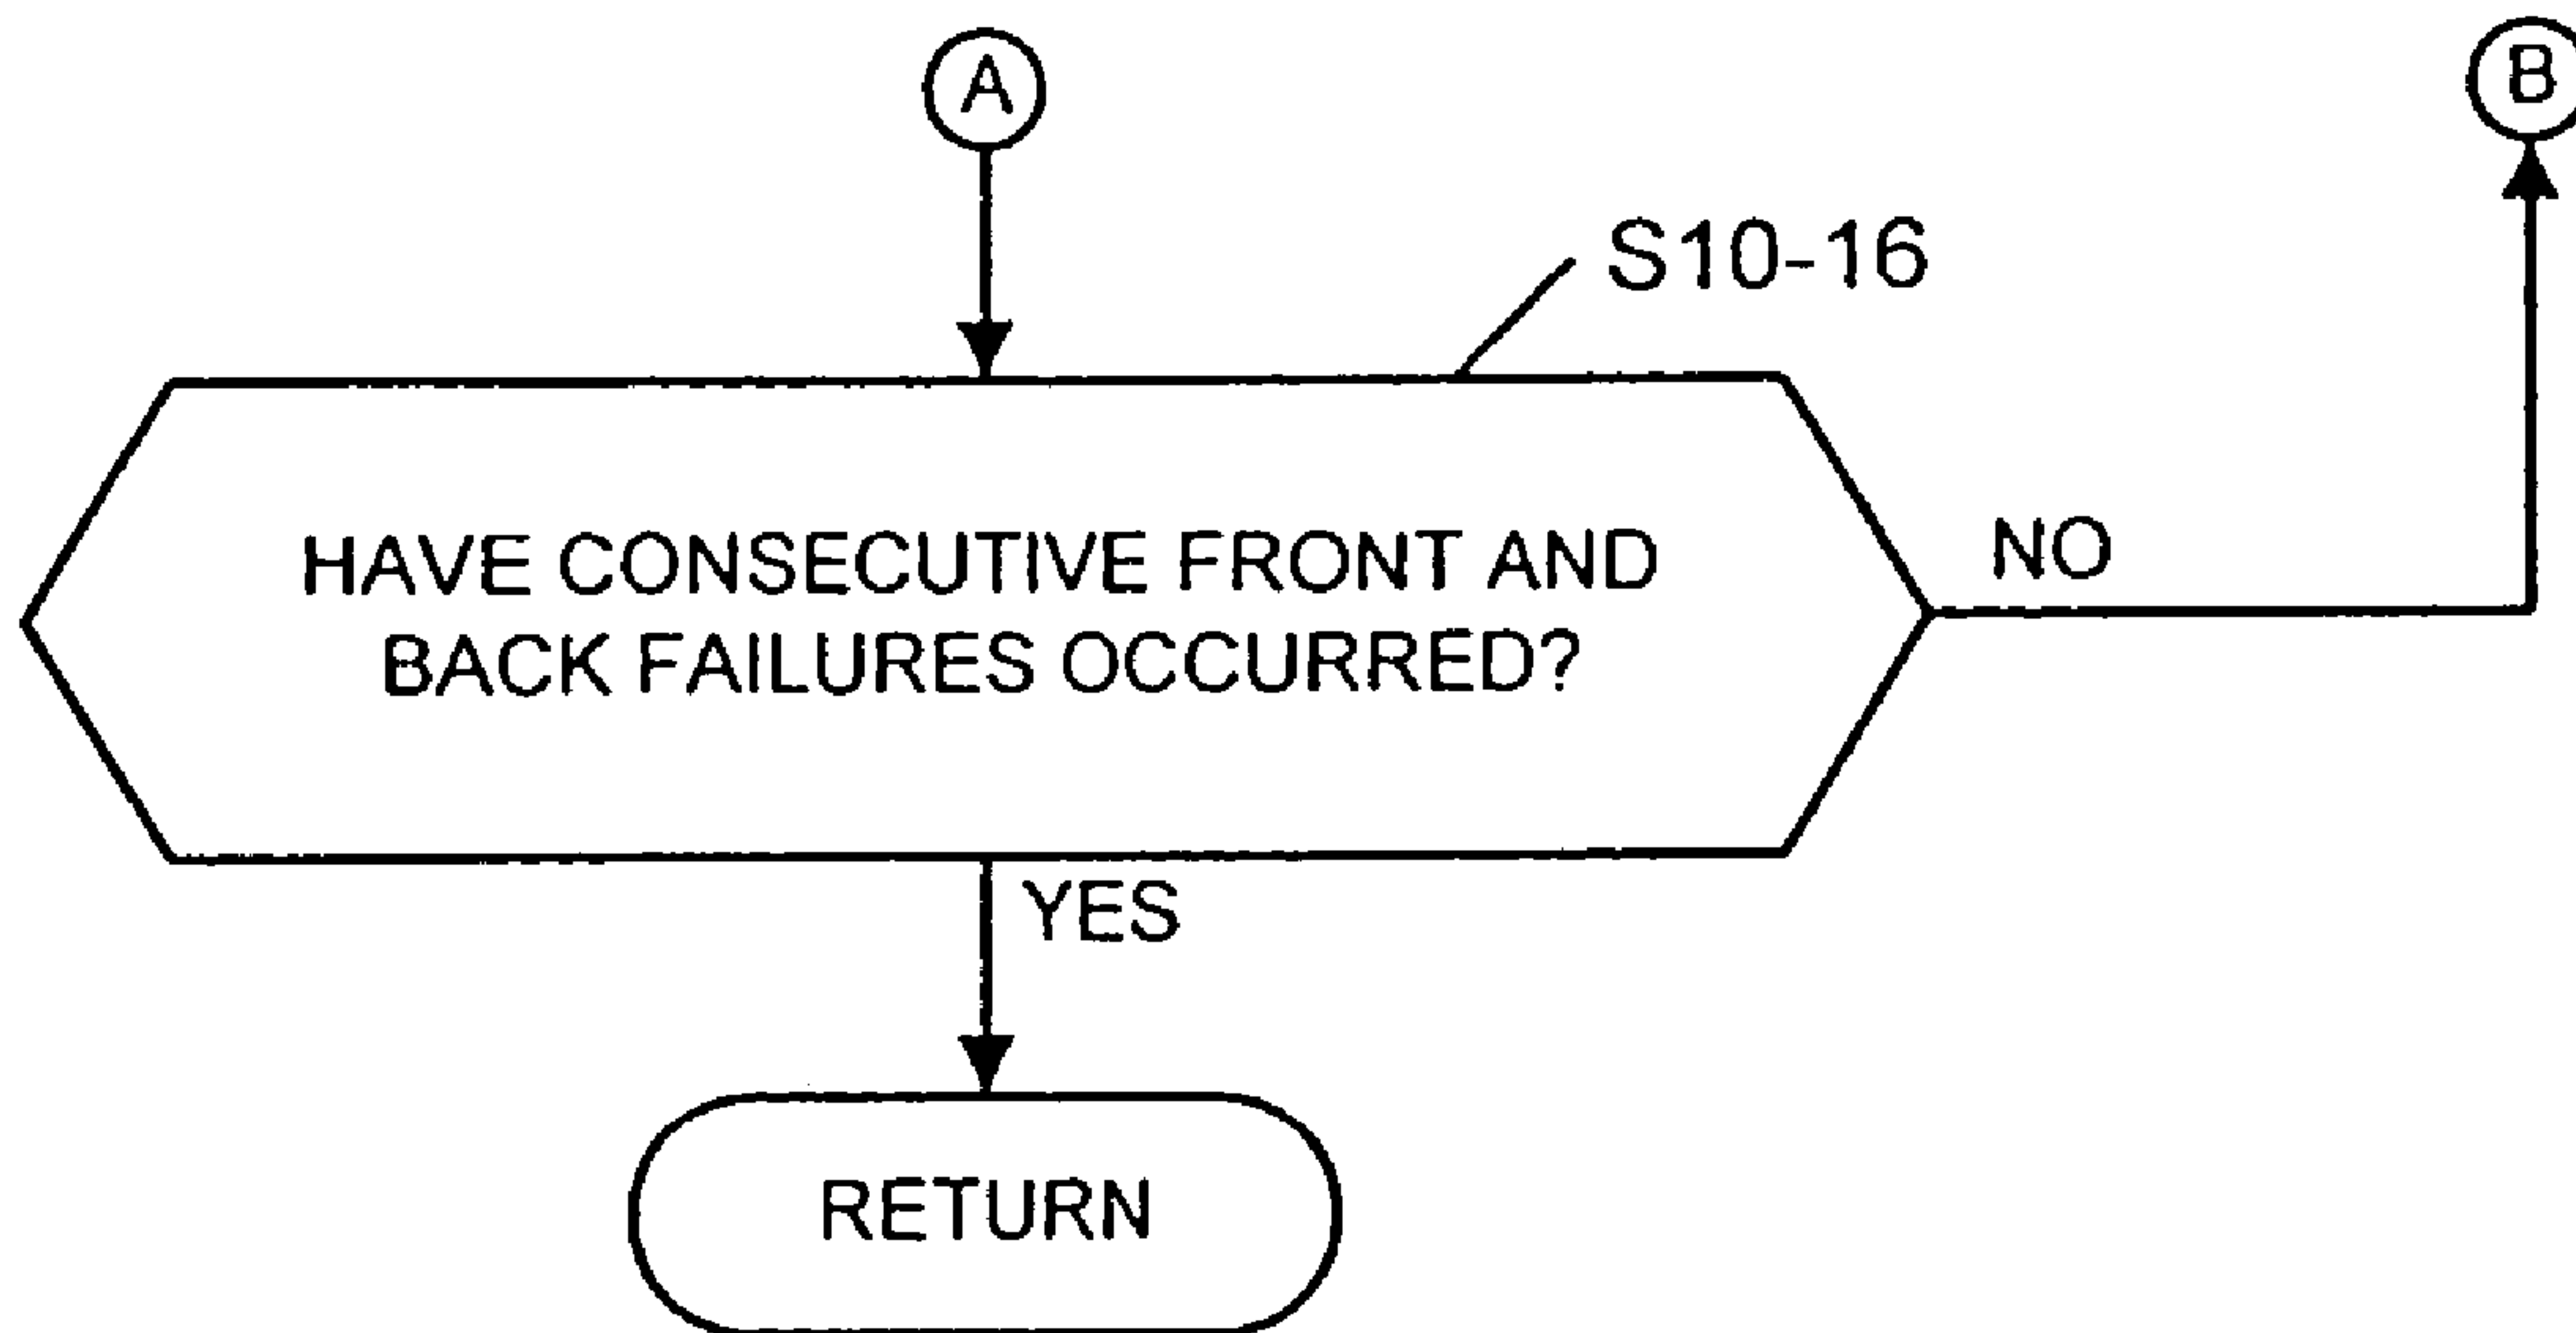 A
B
S10-16
HAVE CONSECUTIVE FRONT AND
BACK FAILURES OCCURRED?
NO
YES
RETURN